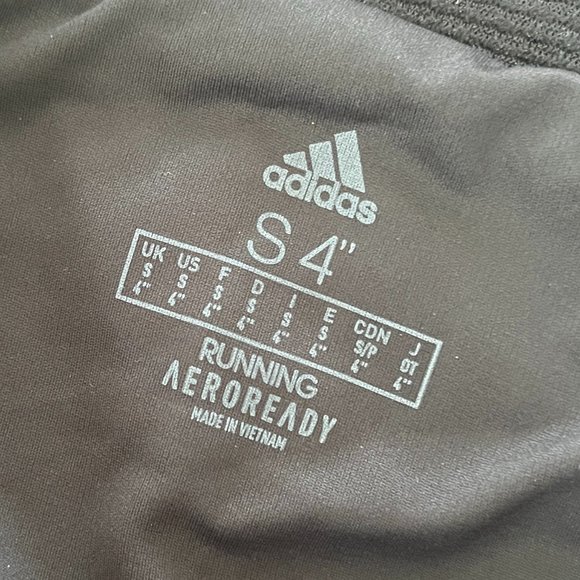 adidas
S 4"
UK US F D I E CDN J
S S S S S S S/P OT
4" 4" 4" 4" 4" 4" 4" 4"
RUNNING
AEROREADY
MADE IN VIETNAM